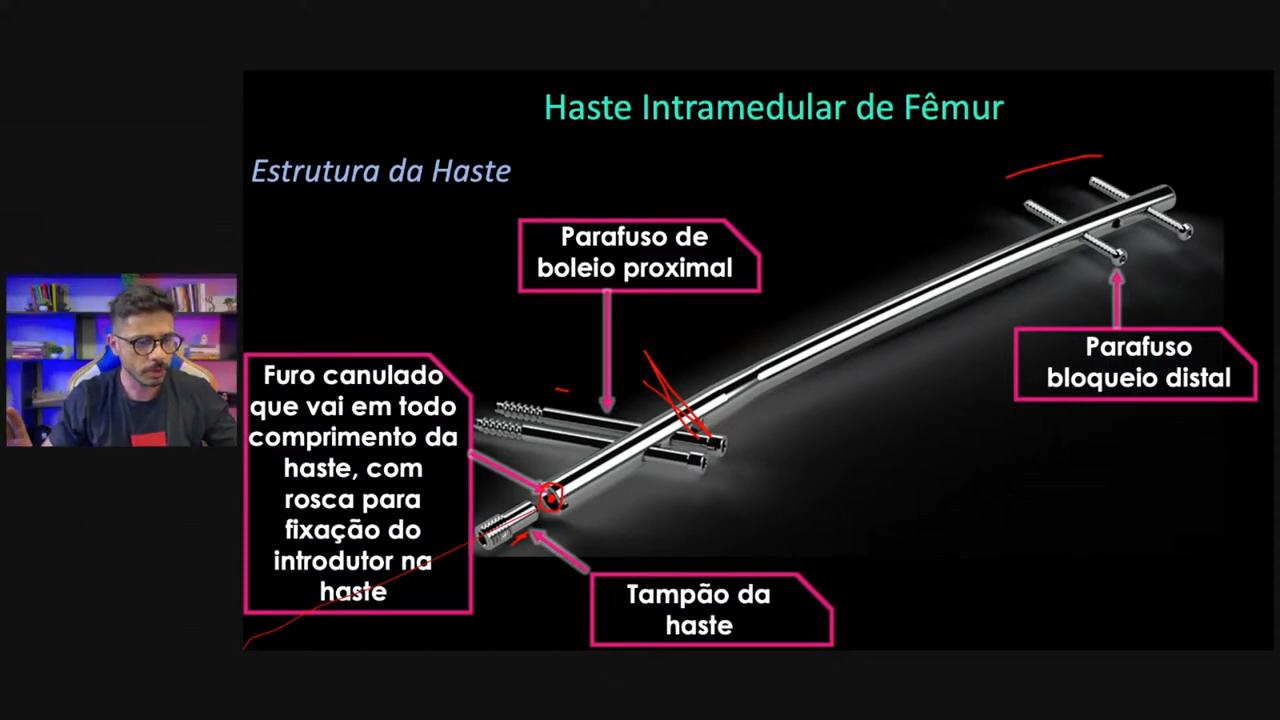 Haste Intramedular de Fêmur
Estrutura da Haste
Parafuso de
boleio proximal
Parafuso
bloqueio distal
Furo canulado
que vai em todo
comprimento da
haste, com
rosca para
fixação do
introdutor na
haste
Tampão da
haste